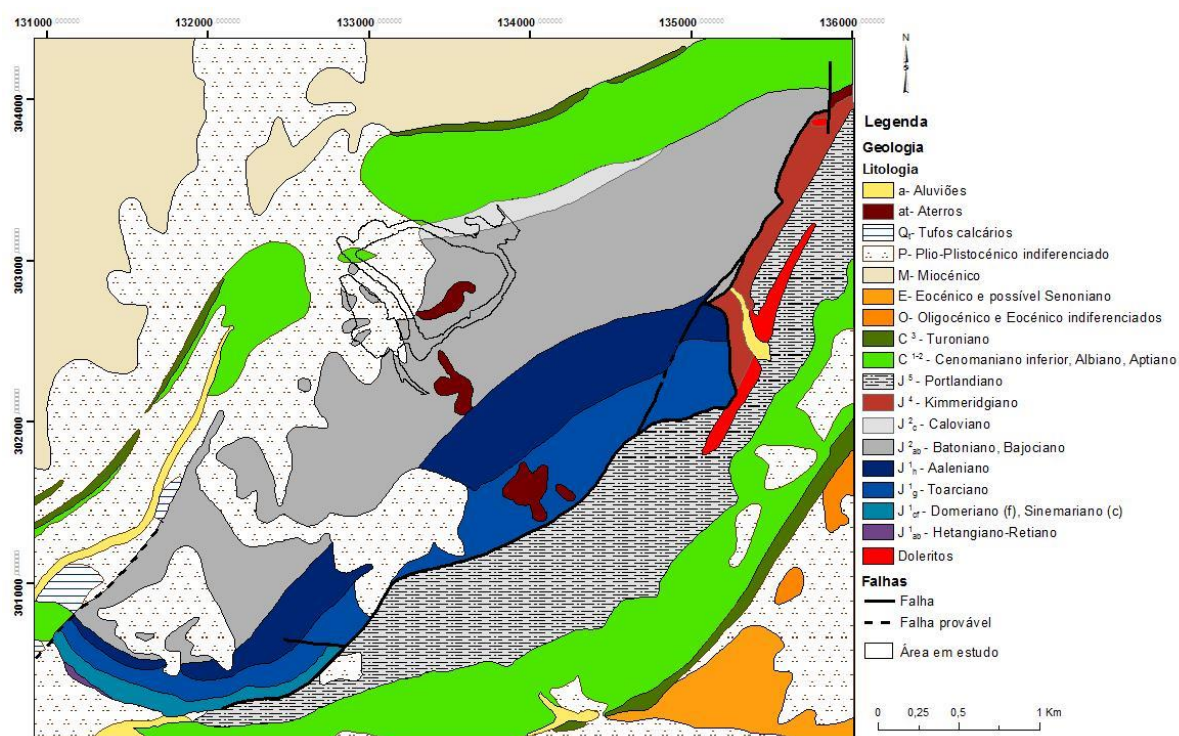 131000 132000 133000 134000 135000 136000
304000
303000
302000
301000
N
Legenda
Geologia
Litologia
a- Aluviões
at- Aterros
Qt- Tufos calcários
P- Plio-Plistocénico indiferenciado
M- Miocénico
E- Eocénico e possível Senoniano
O- Oligocénico e Eocénico indiferenciados
C 3 - Turoniano
C 1-2 - Cenomaniano inferior, Albiano, Aptiano
J 5 - Portlandiano
J 4 - Kimmeridgiano
J 2c - Caloviano
J 2ab - Batoniano, Bajociano
J 1h - Aaleniano
J 1g - Toarciano
J 1cf - Domeriano (f), Sinemariano (c)
J 1ab - Hetangiano-Retiano
Doleritos
Falhas
Falha
Falha provável
Área em estudo
0 0,25 0,5 1 Km